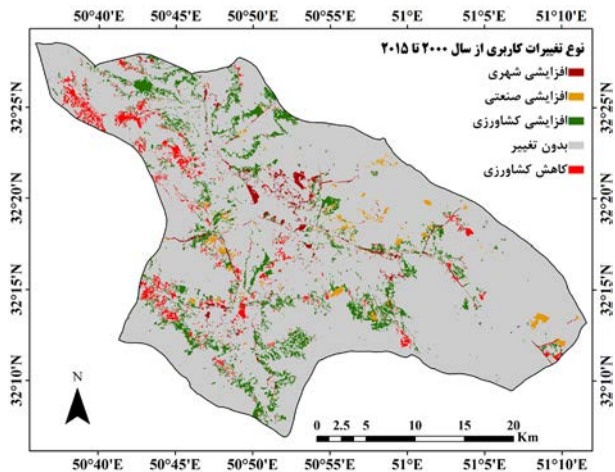 50°40'E 50°45'E 50°50'E 50°55'E 51°E 51°5'E 51°10'E
نوع تغییرات کاربری از سال ۲۰۰۰ تا ۲۰۱۵
افزایشی شهری
افزایشی صنعتی
افزایشی کشاورزی
بدون تغییر
کاهش کشاورزی
32°25'N
32°20'N
32°15'N
32°10'N
32°25'N
32°20'N
32°15'N
32°10'N
N
0 2.5 5 10 15 20
Km
50°40'E 50°45'E 50°50'E 50°55'E 51°E 51°5'E 51°10'E